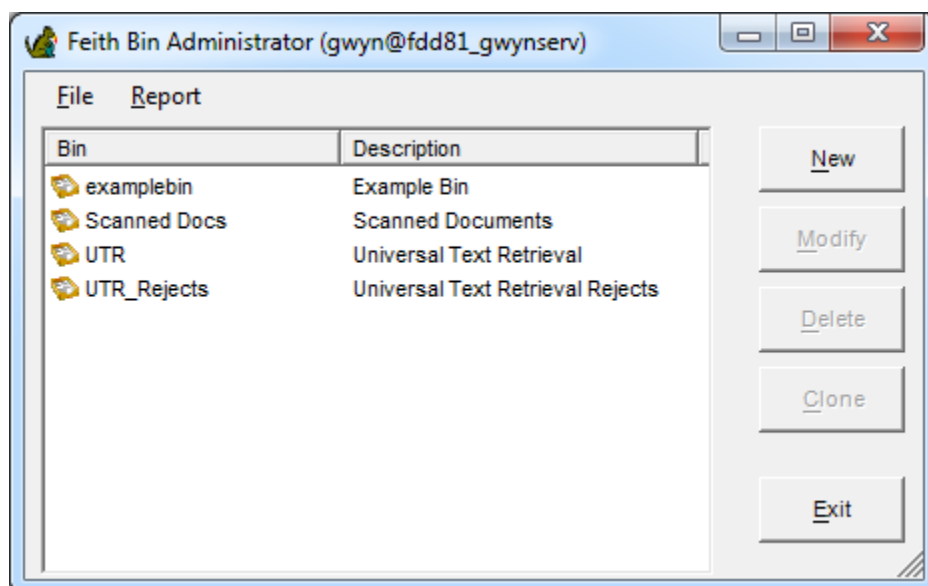 Feith Bin Administrator (gwyn@fdd81_gwynserv)
File Report
Bin Description
examplebin Example Bin
Scanned Docs Scanned Documents
UTR Universal Text Retrieval
UTR_Rejects Universal Text Retrieval Rejects
New
Modify
Delete
Clone
Exit